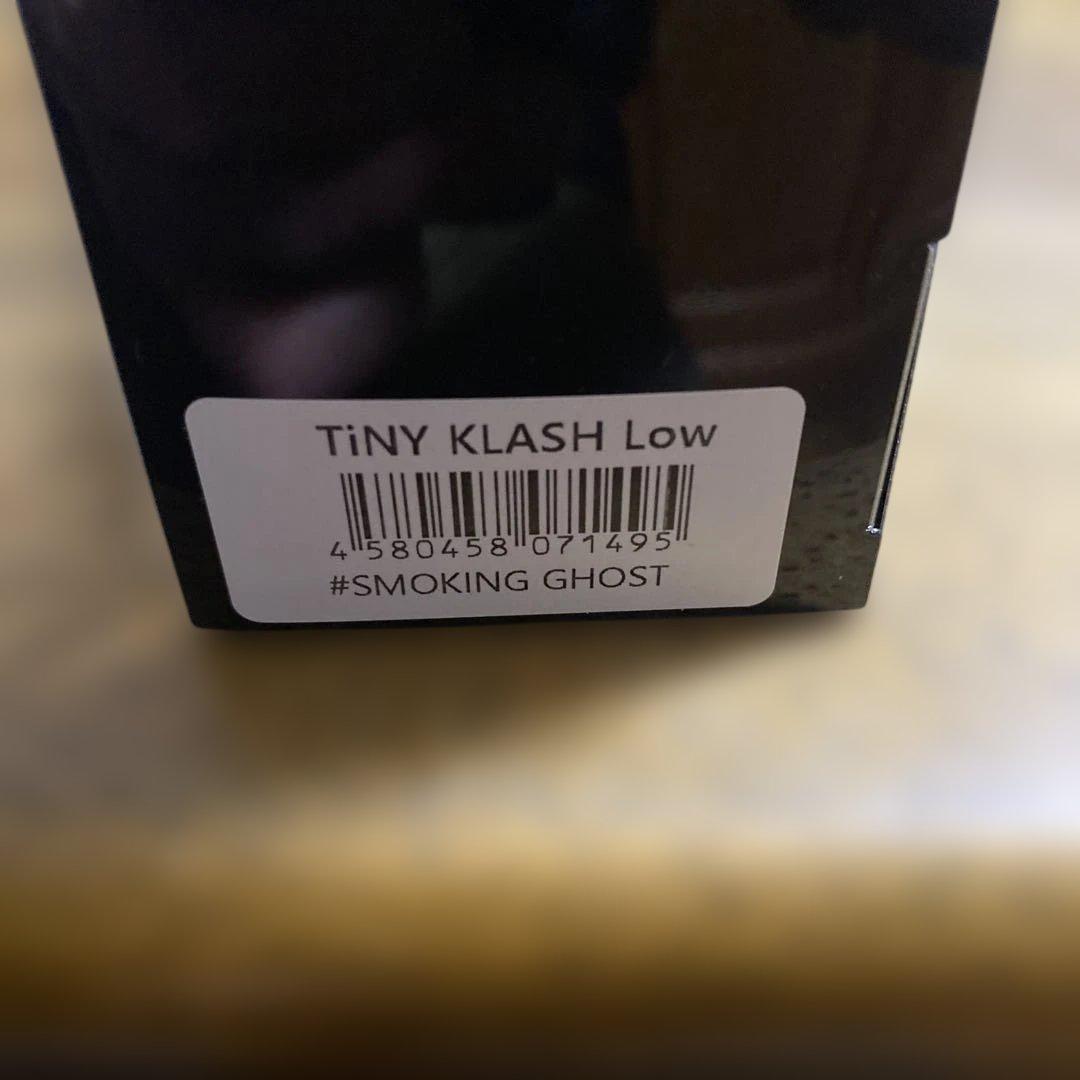 TiNY KLASH Low
4 580458 071495
#SMOKING GHOST